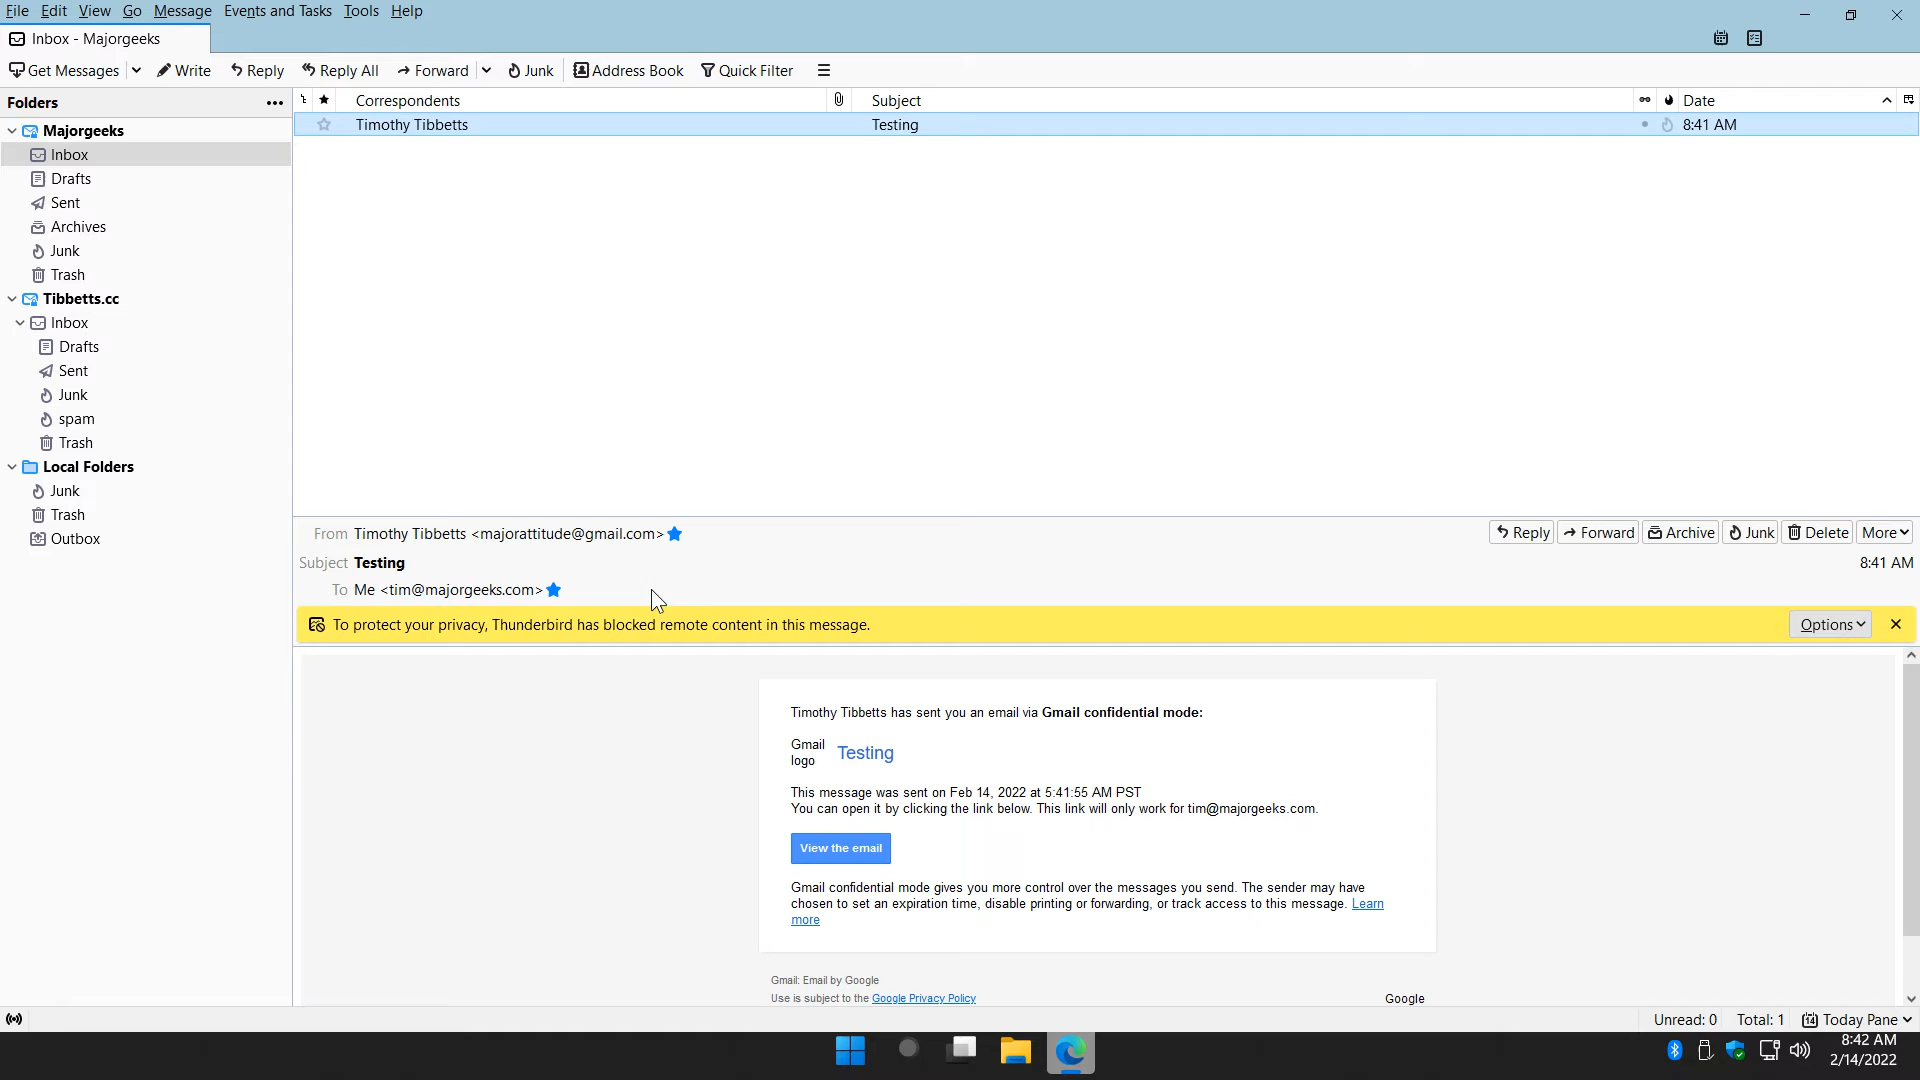 File Edit View Go Message Events and Tasks Tools Help
Inbox - Majorgeeks
Get Messages Write Reply Reply All Forward Junk Address Book Quick Filter
Folders
Majorgeeks
Inbox
Drafts
Sent
Archives
Junk
Trash
Tibbetts.cc
Inbox
Drafts
Sent
Junk
spam
Trash
Local Folders
Junk
Trash
Outbox
Correspondents Subject Date
Timothy Tibbetts Testing 8:41 AM
From Timothy Tibbetts <majorattitude@gmail.com> Reply Forward Archive Junk Delete More
Subject Testing 8:41 AM
To Me <tim@majorgeeks.com>
To protect your privacy, Thunderbird has blocked remote content in this message. Options
Timothy Tibbetts has sent you an email via Gmail confidential mode:
Gmail
logo
Testing
This message was sent on Feb 14, 2022 at 5:41:55 AM PST
You can open it by clicking the link below. This link will only work for tim@majorgeeks.com.
View the email
Gmail confidential mode gives you more control over the messages you send. The sender may have
chosen to set an expiration time, disable printing or forwarding, or track access to this message. Learn
more
Gmail: Email by Google
Use is subject to the Google Privacy Policy
Google
Unread: 0 Total: 1 14 Today Pane
8:42 AM
2/14/2022